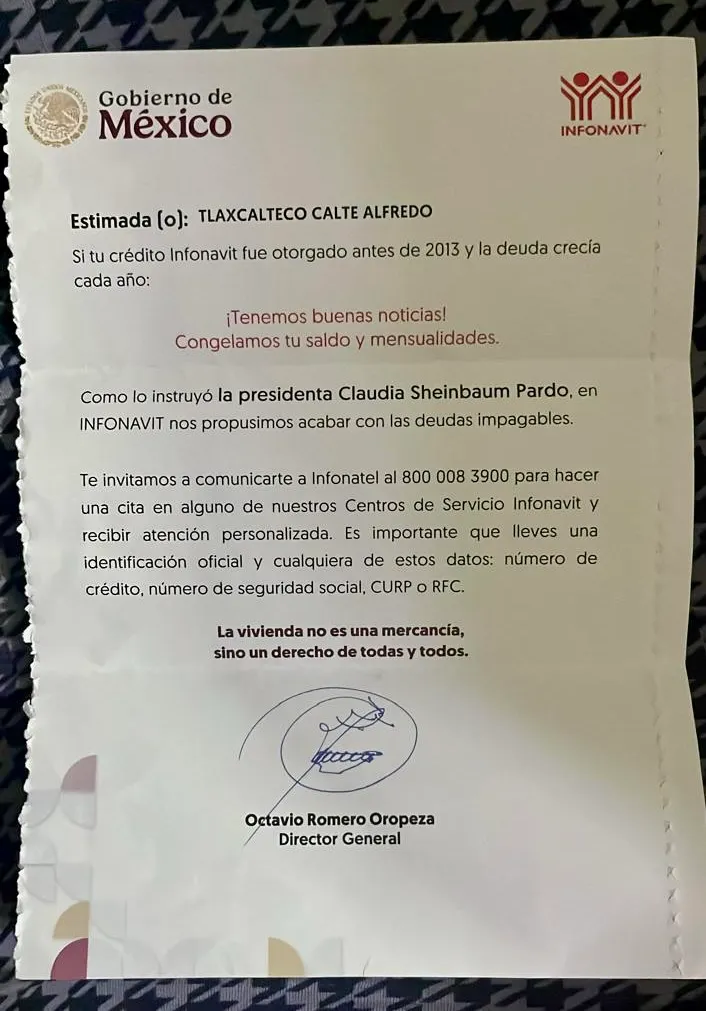 Gobierno de
México
INFONAVIT
Estimada (o): TLAXCALTECO CALTE ALFREDO
Si tu crédito Infonavit fue otorgado antes de 2013 y la deuda crecía
cada año:
¡Tenemos buenas noticias!
Congelamos tu saldo y mensualidades.
Como lo instruyó la presidenta Claudia Sheinbaum Pardo, en
INFONAVIT nos propusimos acabar con las deudas impagables.
Te invitamos a comunicarte a Infonatel al 800 008 3900 para hacer
una cita en alguno de nuestros Centros de Servicio Infonavit y
recibir atención personalizada. Es importante que lleves una
identificación oficial y cualquiera de estos datos: número de
crédito, número de seguridad social, CURP o RFC.
La vivienda no es una mercancía,
sino un derecho de todas y todos.
Octavio Romero Oropeza
Director General